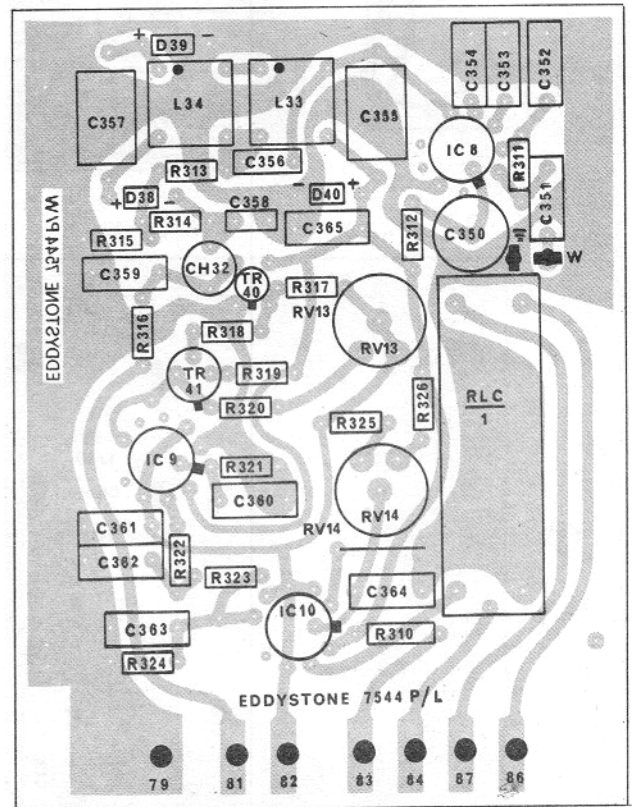 + D39 -
C357
L34
L33
C355
C354
C353
C352
IC8
R311
C351
R313
C356
+ D38 -
R314
C358
- D40 +
C365
R312
C350
W
R315
C359
CH32
TR
40
R317
RV13
RV13
R316
R318
EDDYSTONE 7544 P/W
TR
41
R319
R320
R326
RLC
1
R325
IC9
R321
C360
RV14
RV14
C361
C362
R322
R323
C364
IC10
C363
R310
R324
EDDYSTONE 7544 P/L
79
81
82
83
84
87
86